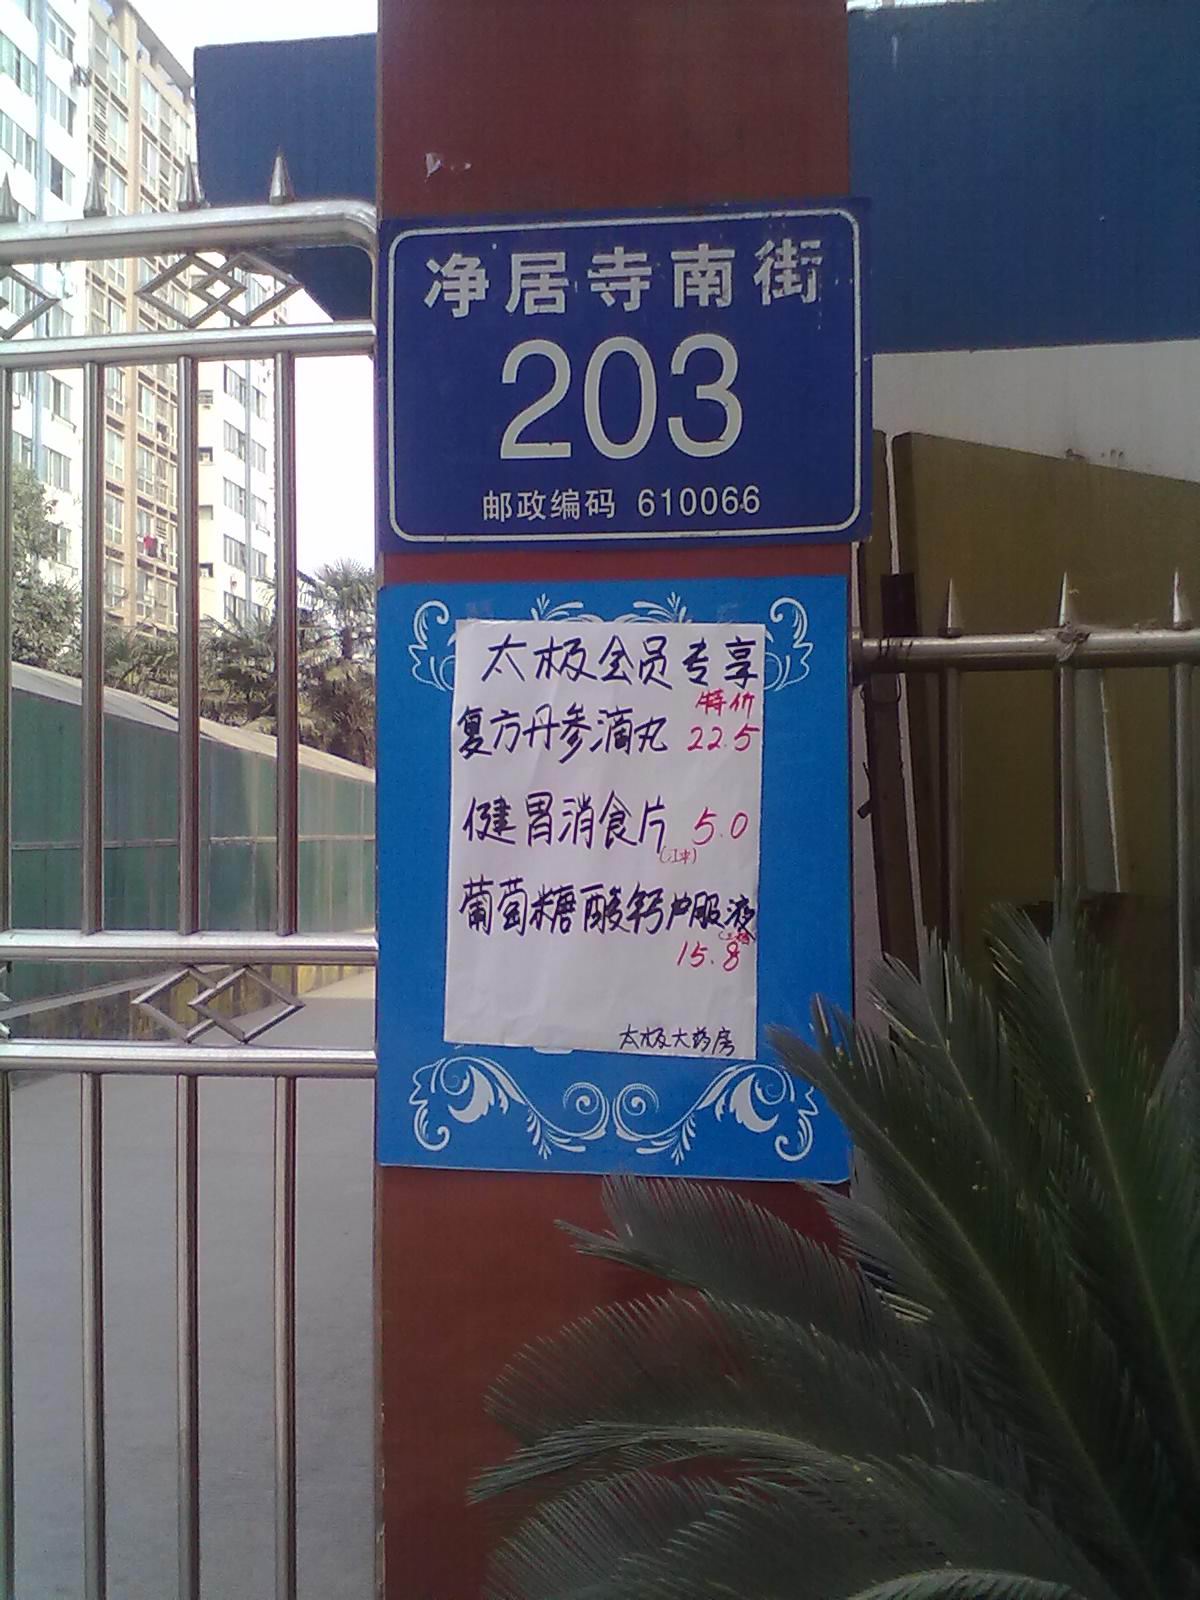 净居寺南街
203
邮政编码 610066
太极会员专享
特价
复方丹参滴丸 22.5
健胃消食片 5.0
(江中)
葡萄糖酸钙口服液
15.8
太极大药房